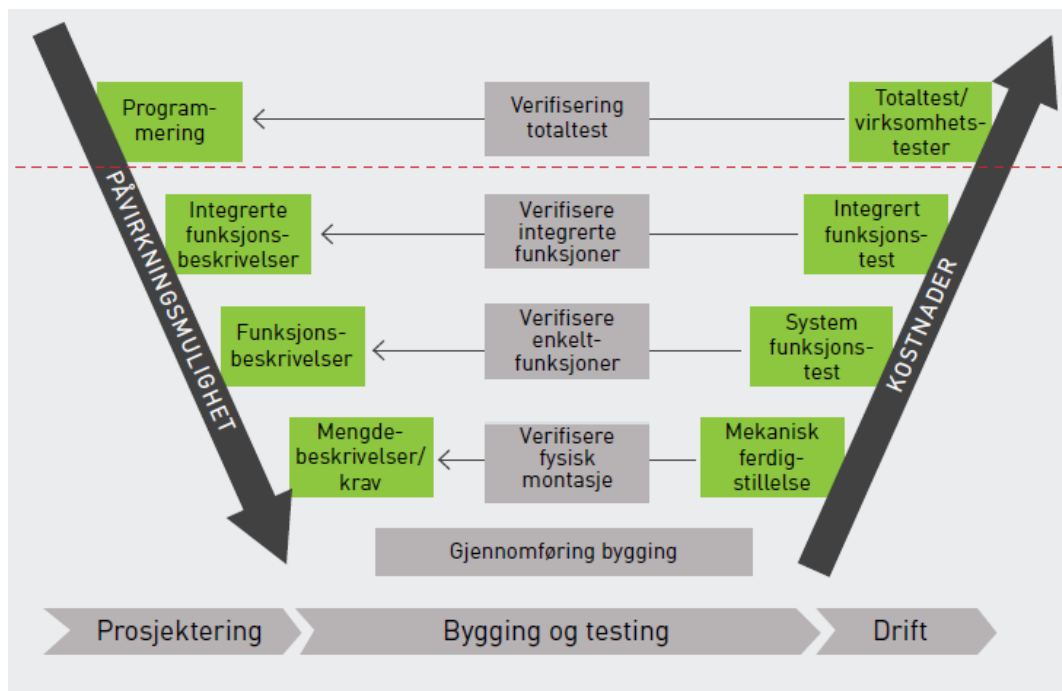 Program-
mering
Verifisering
totaltest
Totaltest/
virksomhets-
tester
PÅVIRKNINGSMULIGHET
Integrerte
funksjons-
beskrivelser
Verifisere
integrerte
funksjoner
Integrert
funksjons-
test
KOSTNADER
Funksjons-
beskrivelser
Verifisere
enkelt-
funksjoner
System
funksjons-
test
Mengde-
beskrivelser/
krav
Verifisere
fysisk
montasje
Mekanisk
ferdig-
stillelse
Gjennomføring bygging
Prosjektering
Bygging og testing
Drift